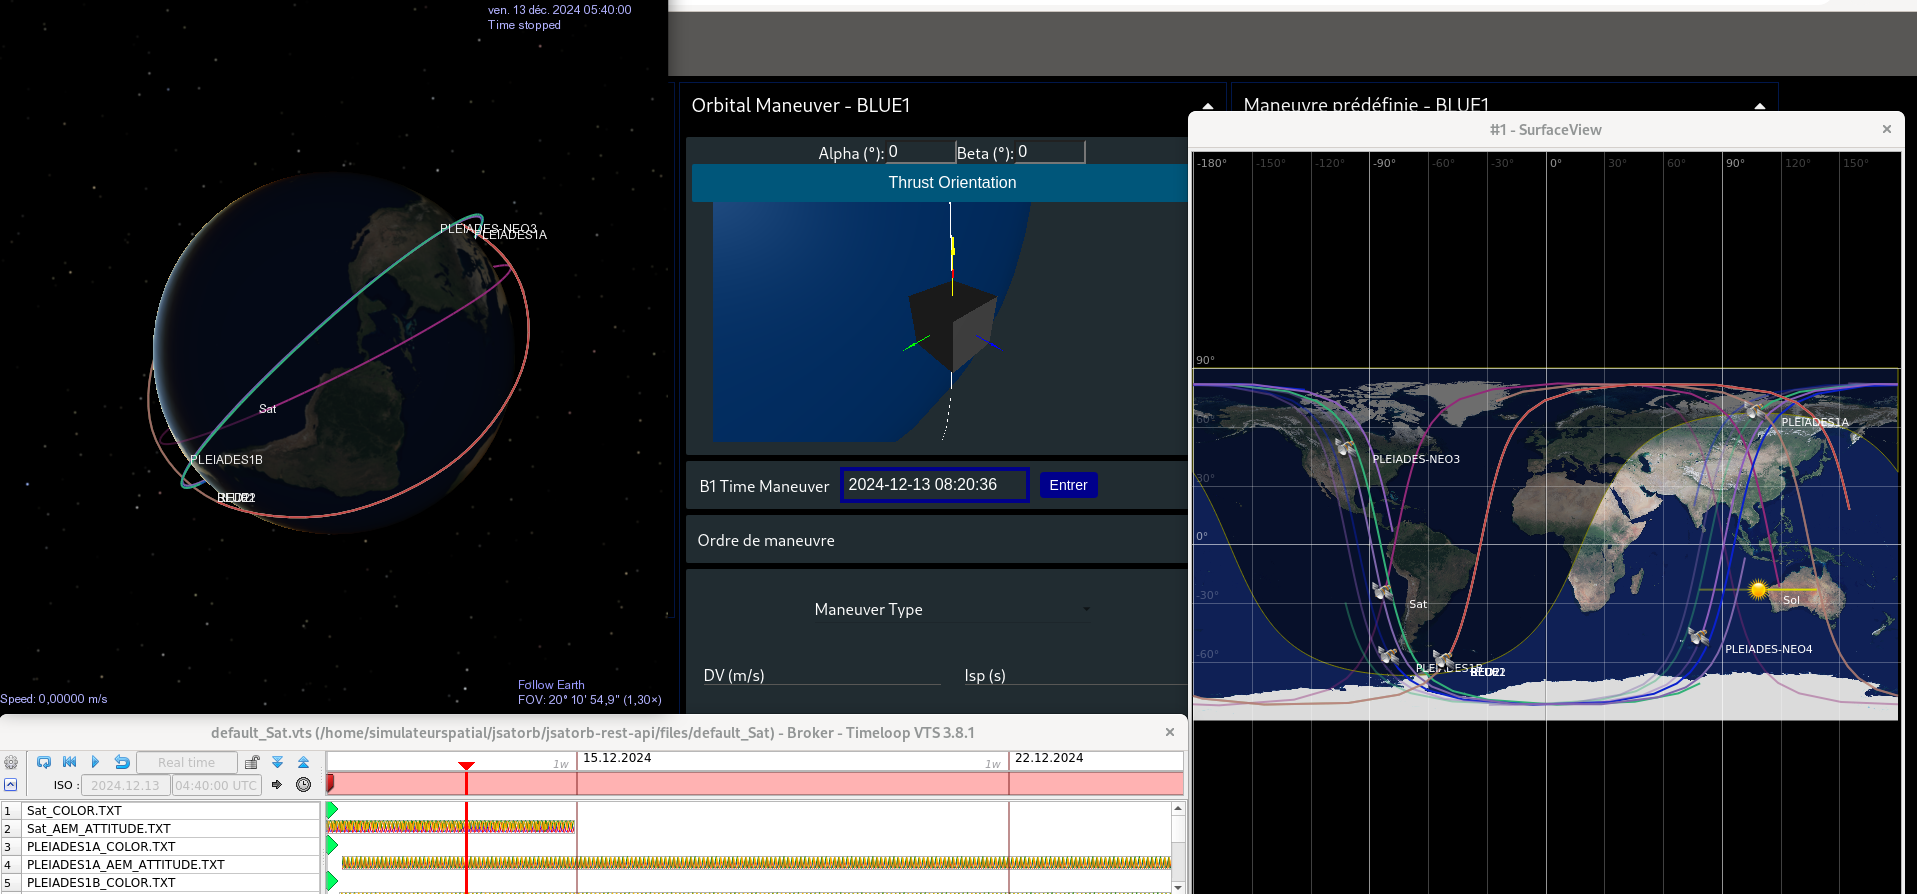 ven. 13 déc. 2024 05:40:00
Time stopped
PLEIADES-NEO3
PLEIADES1A
Sat
PLEIADES1B
Follow Earth
FOV: 20° 10' 54,9" (1,30×)
Speed: 0,00000 m/s
Orbital Maneuver - BLUE1
Maneuvre prédéfinie - BLUE1
Alpha (°): 0 Beta (°): 0
Thrust Orientation
B1 Time Maneuver 2024-12-13 08:20:36 Entrer
Ordre de maneuvre
Maneuver Type
DV (m/s) Isp (s)
#1 - SurfaceView
-180° -150° -120° -90° -60° -30° 0° 30° 60° 90° 120° 150°
90°
60°
PLEIADES1A
PLEIADES-NEO3
30°
0°
-30°
Sat
Sol
-60°
PLEIADES-NEO4
PLEIADES1B
default_Sat.vts (/home/simulateurspatial/jsatorb/jsatorb-rest-api/files/default_Sat) - Broker - Timeloop VTS 3.8.1
Real time
1w 15.12.2024 1w 22.12.2024
ISO : 2024.12.13 04:40:00 UTC
1 Sat_COLOR.TXT
2 Sat_AEM_ATTITUDE.TXT
3 PLEIADES1A_COLOR.TXT
4 PLEIADES1A_AEM_ATTITUDE.TXT
5 PLEIADES1B_COLOR.TXT